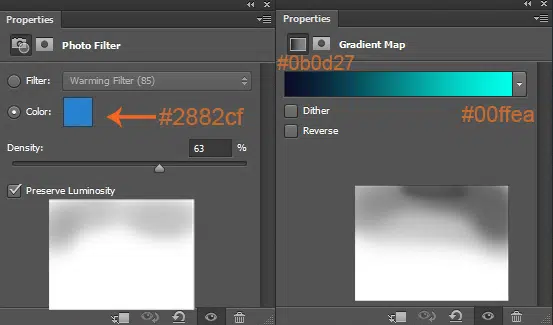 Properties
Photo Filter
Filter: Warming Filter (85)
Color: #2882cf
Density: 63 %
Preserve Luminosity
Properties
Gradient Map
#0b0d27
Dither #00ffea
Reverse